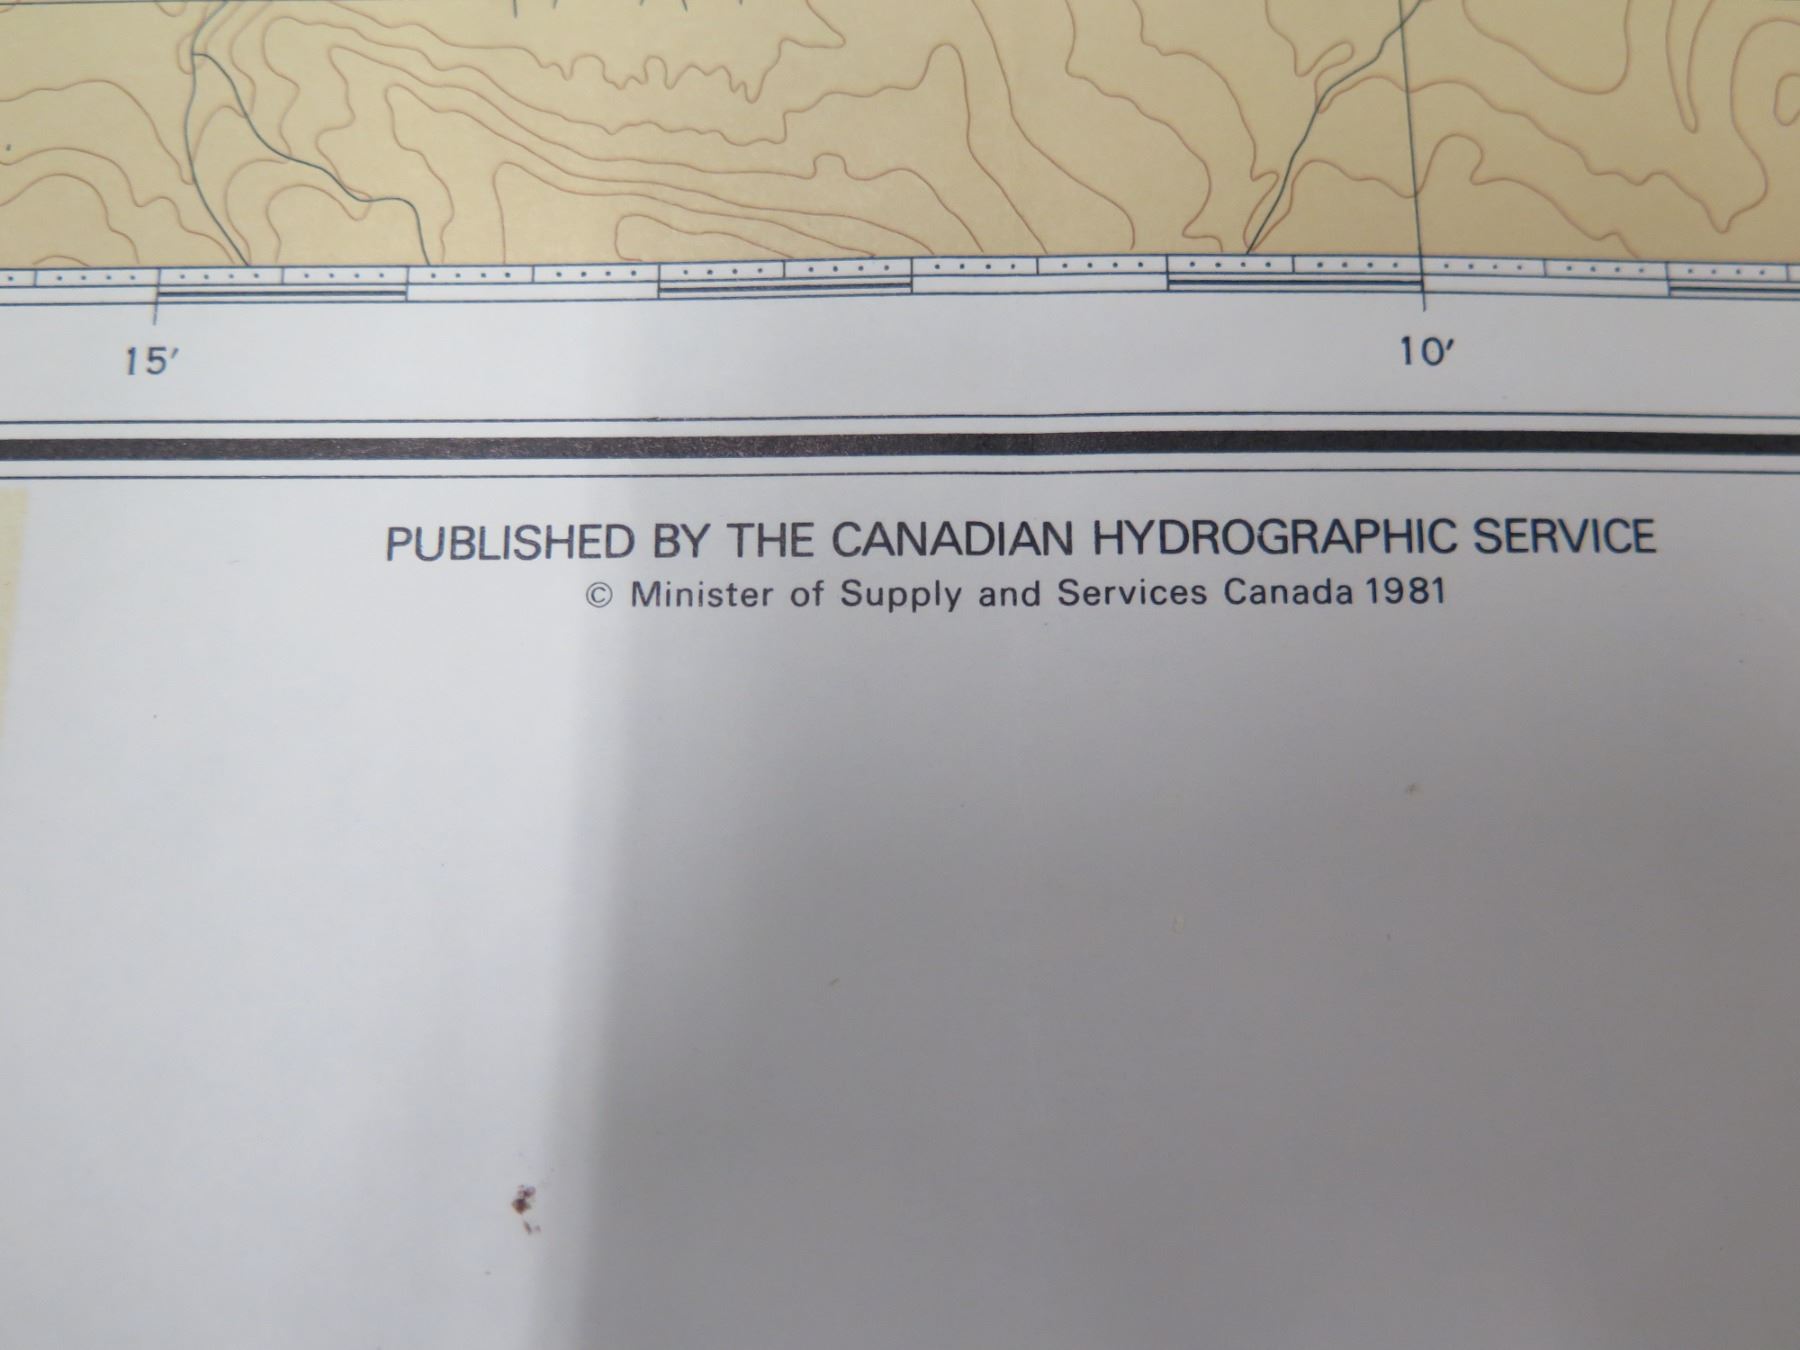 15′ 10′
PUBLISHED BY THE CANADIAN HYDROGRAPHIC SERVICE
© Minister of Supply and Services Canada 1981